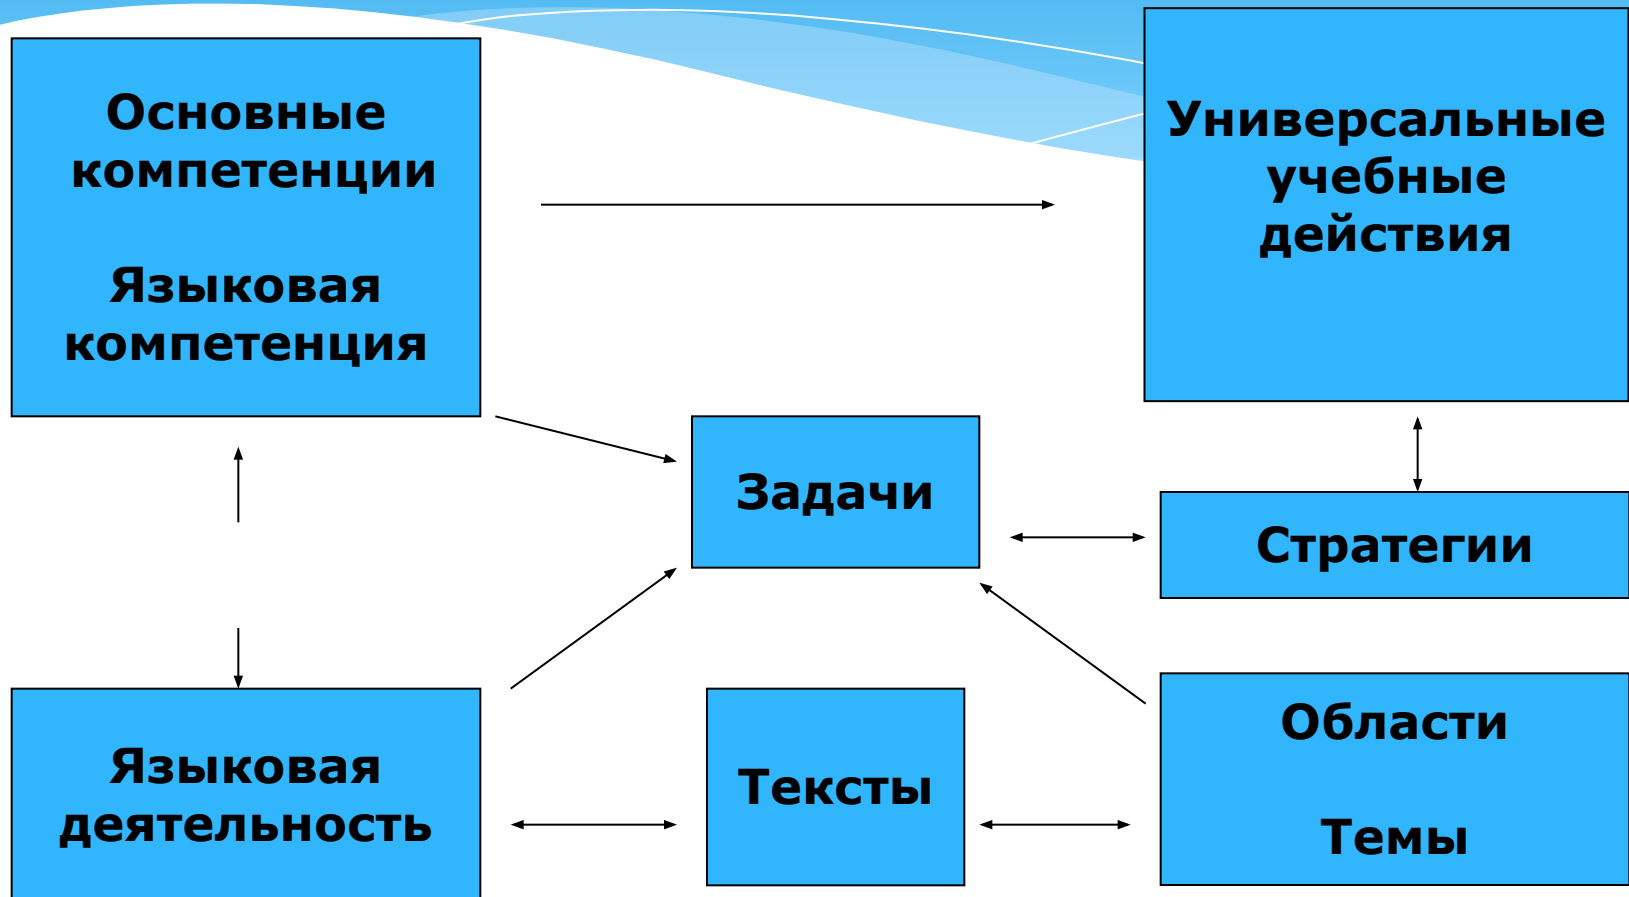 Основные
компетенции
Языковая
компетенция
Универсальные
учебные
действия
Задачи
Стратегии
Языковая
деятельность
Тексты
Области
Темы